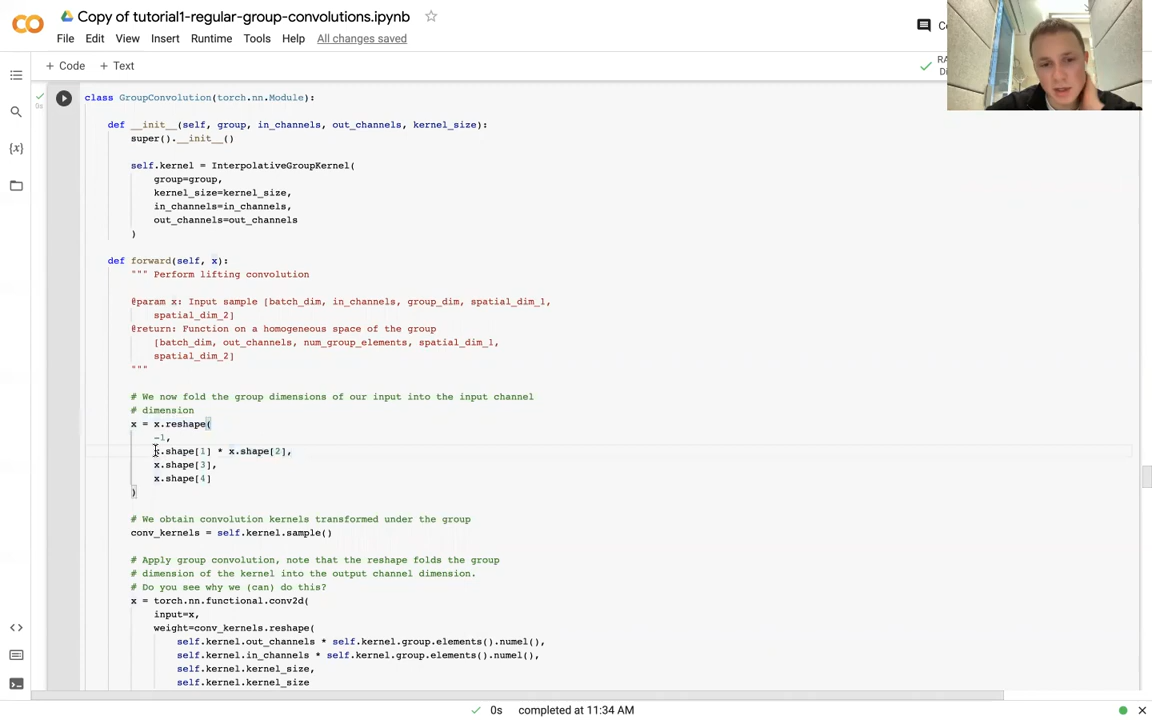 Copy of tutorial1-regular-group-convolutions.ipynb
File Edit View Insert Runtime Tools Help All changes saved
+ Code + Text
0s
class GroupConvolution(torch.nn.Module):
def __init__(self, group, in_channels, out_channels, kernel_size):
super().__init__()
self.kernel = InterpolativeGroupKernel(
group=group,
kernel_size=kernel_size,
in_channels=in_channels,
out_channels=out_channels
)
def forward(self, x):
""" Perform lifting convolution
@param x: Input sample [batch_dim, in_channels, group_dim, spatial_dim_1,
spatial_dim_2]
@return: Function on a homogeneous space of the group
[batch_dim, out_channels, num_group_elements, spatial_dim_1,
spatial_dim_2]
"""
# We now fold the group dimensions of our input into the input channel
# dimension
x = x.reshape(
-1,
x.shape[1] * x.shape[2],
x.shape[3],
x.shape[4]
)
# We obtain convolution kernels transformed under the group
conv_kernels = self.kernel.sample()
# Apply group convolution, note that the reshape folds the group
# dimension of the kernel into the output channel dimension.
# Do you see why we (can) do this?
x = torch.nn.functional.conv2d(
input=x,
weight=conv_kernels.reshape(
self.kernel.out_channels * self.kernel.group.elements().numel(),
self.kernel.in_channels * self.kernel.group.elements().numel(),
self.kernel.kernel_size,
self.kernel.kernel_size
0s completed at 11:34 AM